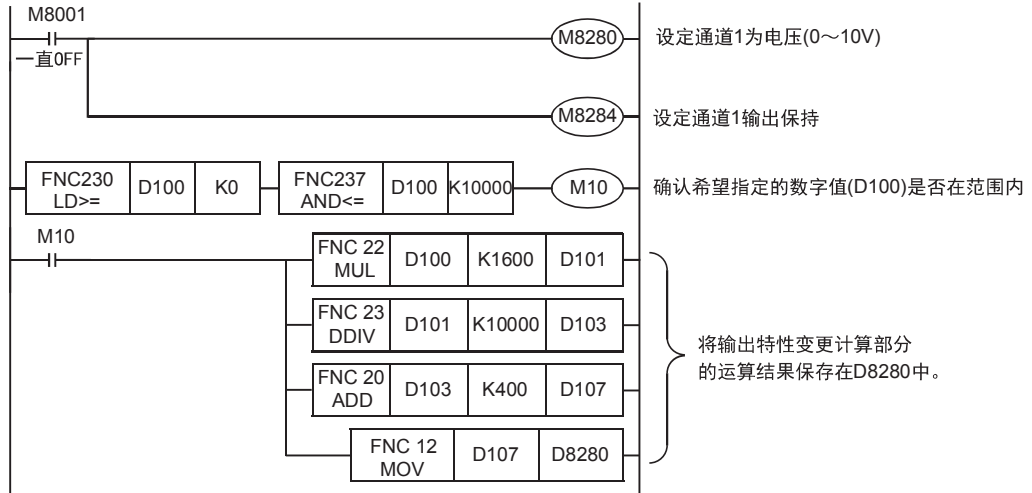 M8001
一直0FF
M8280
设定通道1为电压(0～10V)
M8284
设定通道1输出保持
FNC230 LD>= D100 K0
FNC237 AND<= D100 K10000
M10
确认希望指定的数字值(D100)是否在范围内
M10
FNC 22 MUL D100 K1600 D101
FNC 23 DDIV D101 K10000 D103
FNC 20 ADD D103 K400 D107
FNC 12 MOV D107 D8280
将输出特性变更计算部分
的运算结果保存在D8280中。